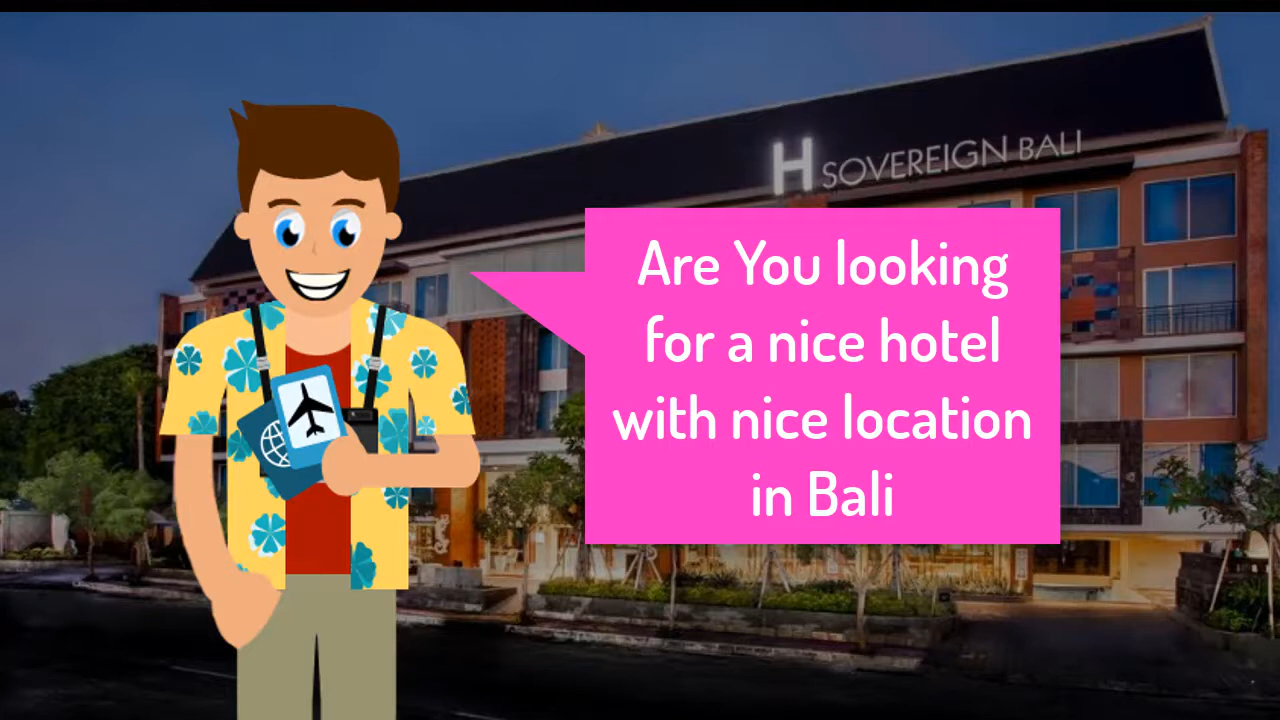 H SOVEREIGN BALI
Are You looking
for a nice hotel
with nice location
in Bali